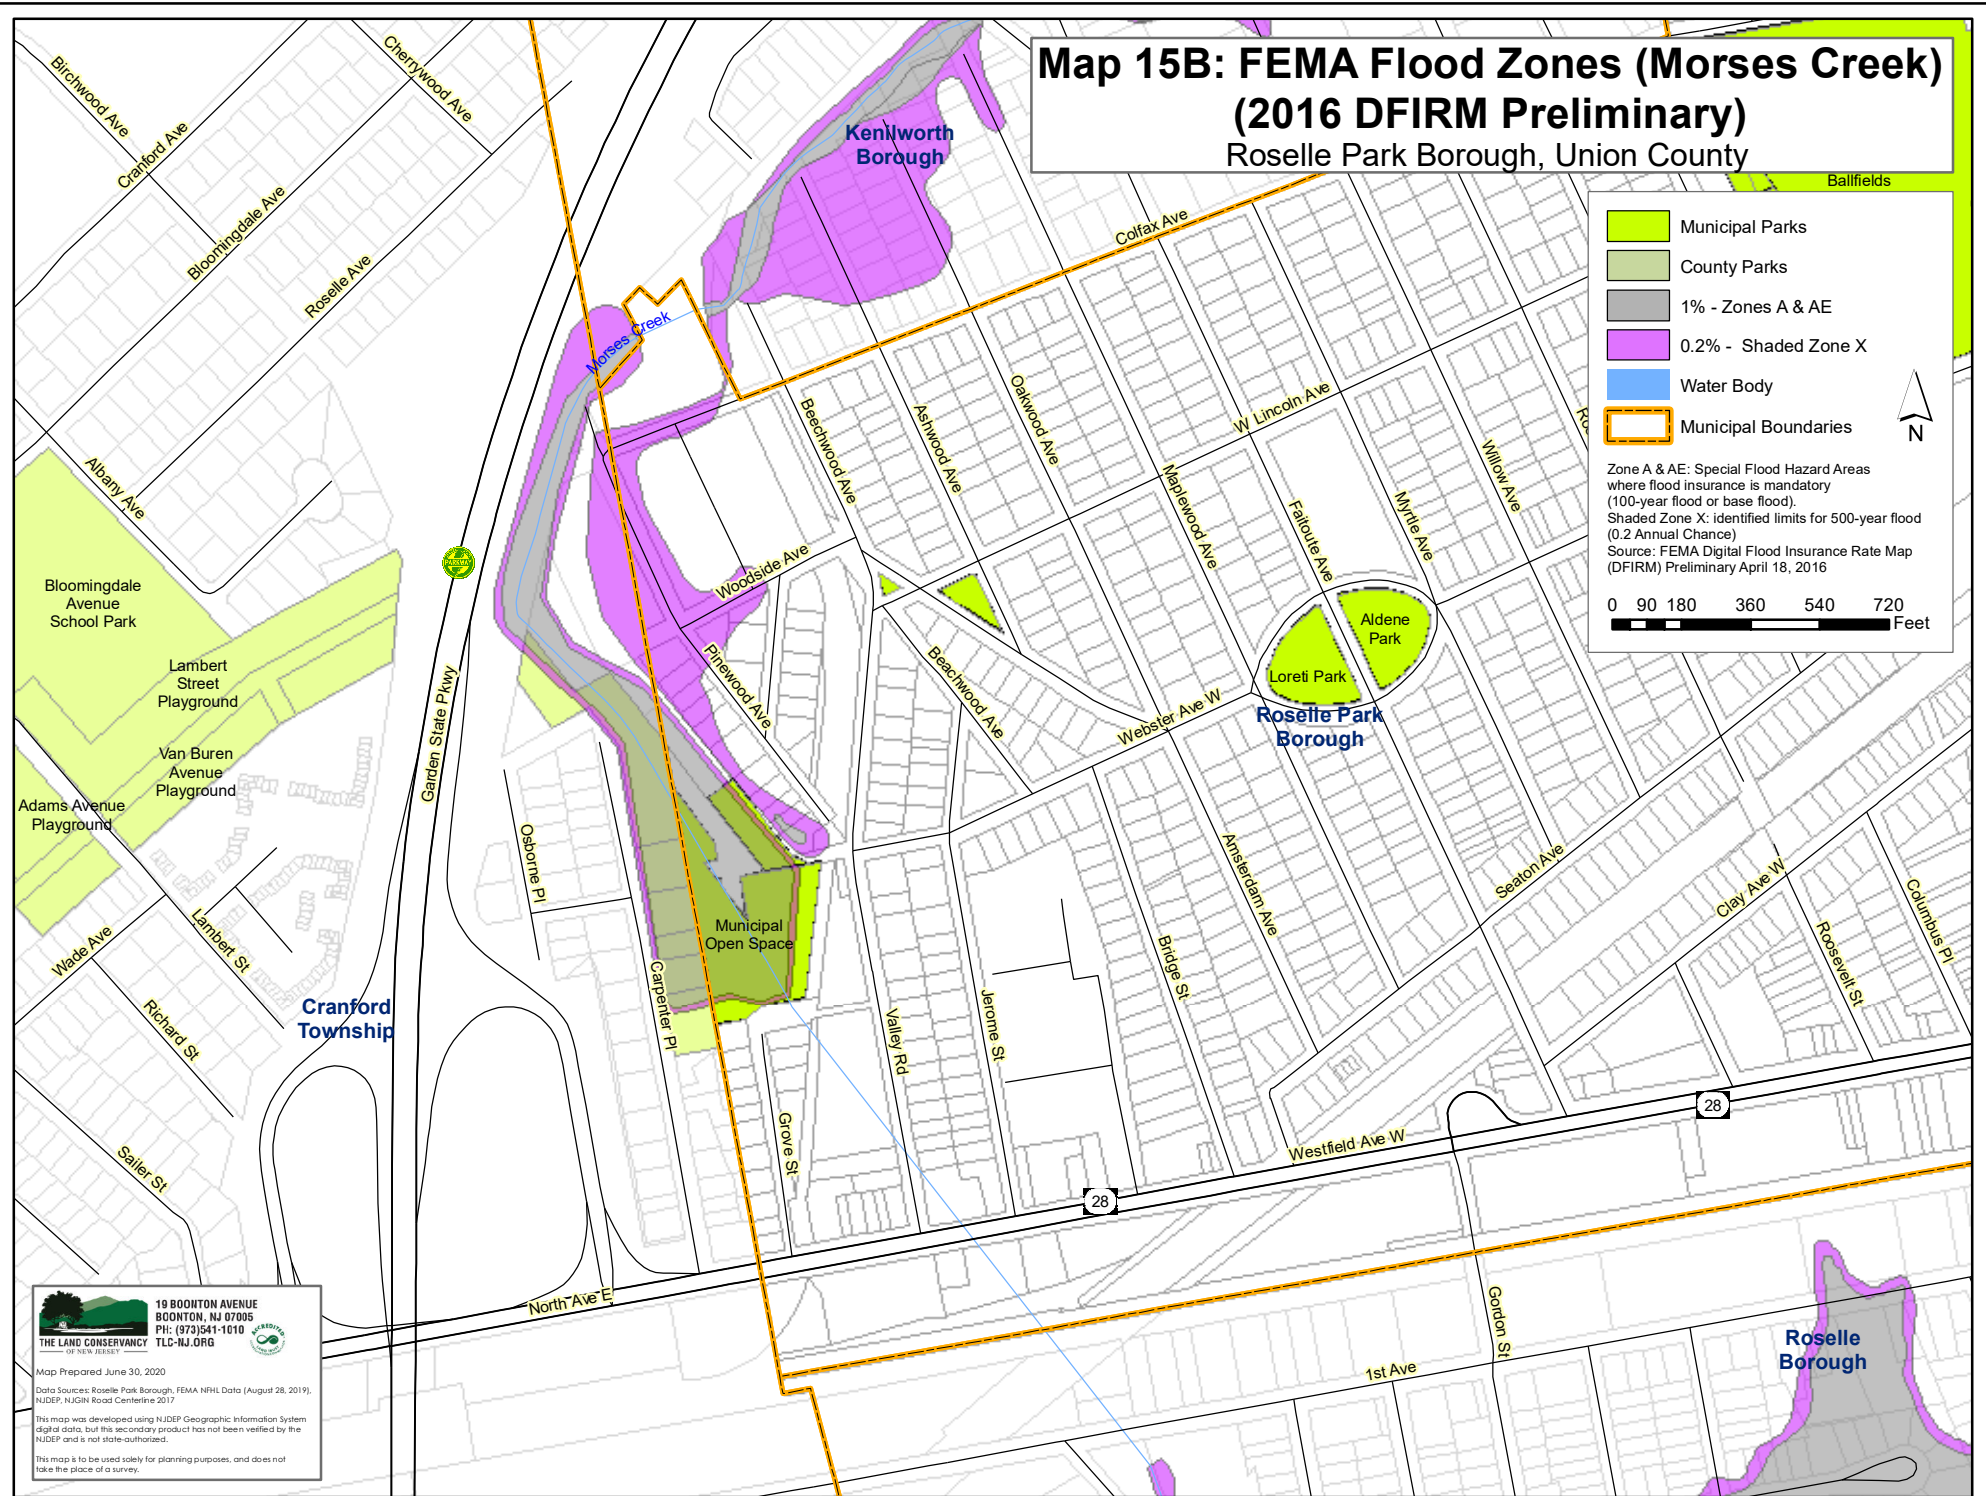 Map 15B: FEMA Flood Zones (Morses Creek)
(2016 DFIRM Preliminary)
Roselle Park Borough, Union County
Ballfields
Municipal Parks
County Parks
1% - Zones A & AE
0.2% - Shaded Zone X
Water Body
Municipal Boundaries
N
Zone A & AE: Special Flood Hazard Areas
where flood insurance is mandatory
(100-year flood or base flood).
Shaded Zone X: identified limits for 500-year flood
(0.2 Annual Chance)
Source: FEMA Digital Flood Insurance Rate Map
(DFIRM) Preliminary April 18, 2016
0 90 180 360 540 720
Feet
Birchwood Ave
Cherrywood Ave
Cranford Ave
Bloomingdale Ave
Roselle Ave
Albany Ave
Kenilworth
Borough
Colfax Ave
Morses Creek
Beechwood Ave
Ashwood Ave
Oakwood Ave
W Lincoln Ave
Maplewood Ave
Faitoute Ave
Myrtle Ave
Willow Ave
PARKWAY
Woodside Ave
Bloomingdale
Avenue
School Park
Lambert
Street
Playground
Van Buren
Avenue
Playground
Adams Avenue
Playground
Garden State Pkwy
Pinewood Ave
Beachwood Ave
Webster Ave W
Aldene
Park
Loreti Park
Roselle Park
Borough
Osborne Pl
Carpenter Pl
Municipal
Open Space
Amsterdam Ave
Seaton Ave
Clay Ave W
Columbus Pl
Roosevelt St
Bridge St
Jerome St
Valley Rd
Grove St
Wade Ave
Lambert St
Richard St
Cranford
Township
Sailer St
28
Westfield Ave W
28
North Ave E
Gordon St
1st Ave
Roselle
Borough
THE LAND CONSERVANCY
OF NEW JERSEY
19 BOONTON AVENUE
BOONTON, NJ 07005
PH: (973)541-1010
TLC-NJ.ORG
ACCREDITED
Map Prepared June 30, 2020
Data Sources: Roselle Park Borough, FEMA NFHL Data (August 28, 2019),
NJDEP, NJGIN Road Centerline 2017
This map was developed using NJDEP Geographic Information System
digital data, but this secondary product has not been verified by the
NJDEP and is not state-authorized.
This map is to be used solely for planning purposes, and does not
take the place of a survey.